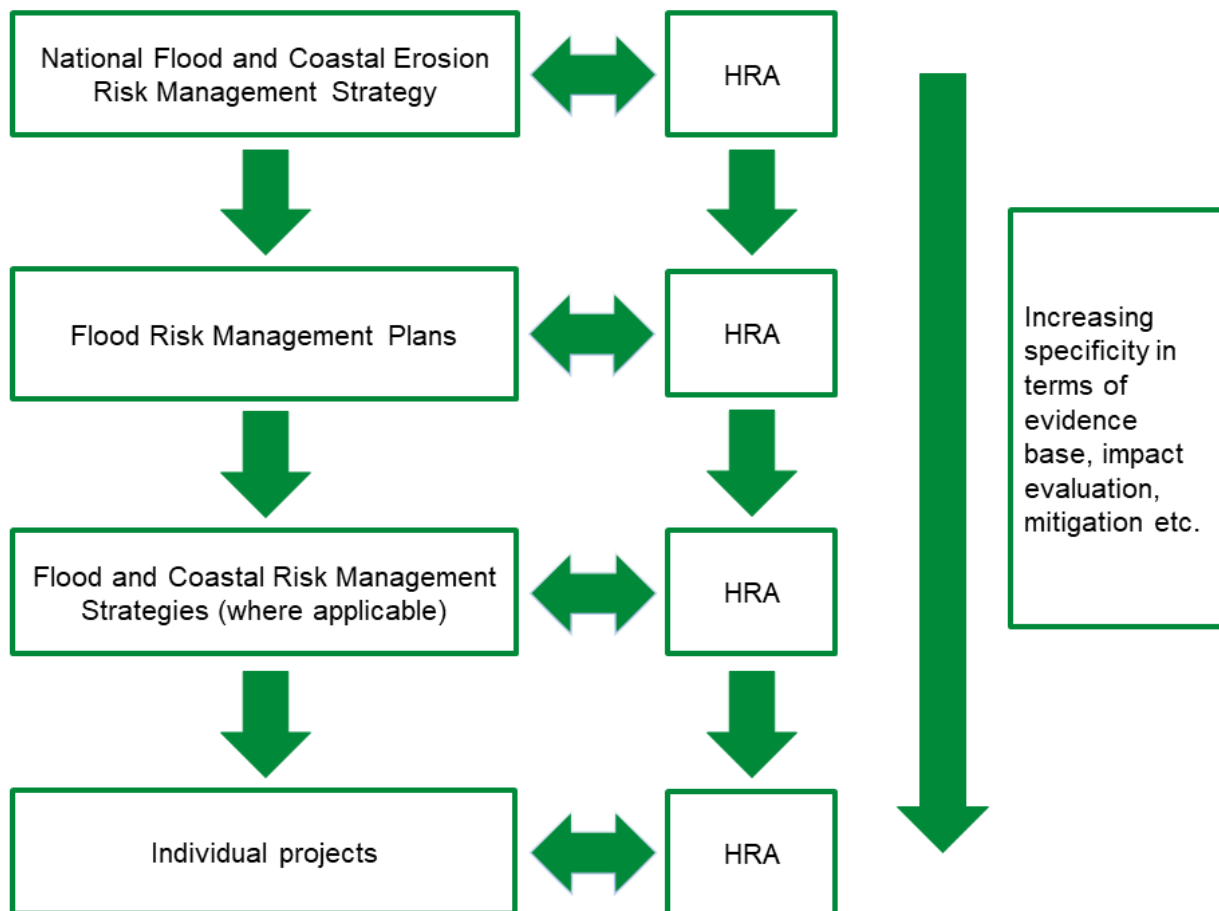 National Flood and Coastal Erosion
Risk Management Strategy
HRA
Flood Risk Management Plans
HRA
Flood and Coastal Risk Management
Strategies (where applicable)
HRA
Individual projects
HRA
Increasing
specificity in
terms of
evidence
base, impact
evaluation,
mitigation etc.